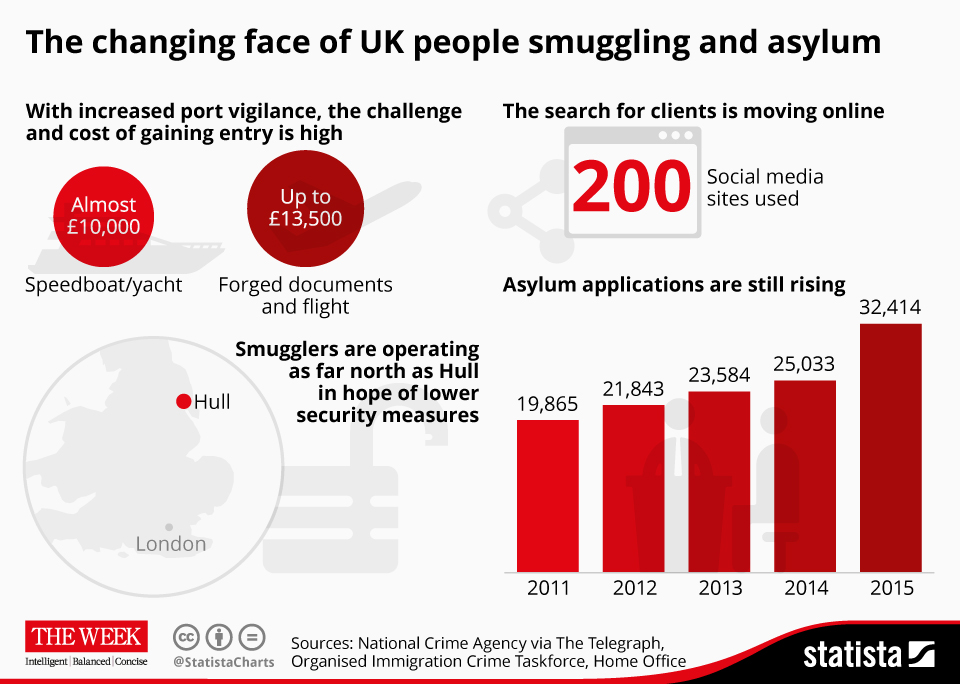 The changing face of UK people smuggling and asylum
With increased port vigilance, the challenge
and cost of gaining entry is high
Almost
£10,000
Speedboat/yacht
Up to
£13,500
Forged documents
and flight
Smugglers are operating
as far north as Hull
in hope of lower
security measures
Hull
London
The search for clients is moving online
200
Social media
sites used
Asylum applications are still rising
19,865
21,843
23,584
25,033
32,414
2011
2012
2013
2014
2015
THE WEEK
Intelligent | Balanced | Concise
cc
@StatistaCharts
Sources: National Crime Agency via The Telegraph,
Organised Immigration Crime Taskforce, Home Office
statista